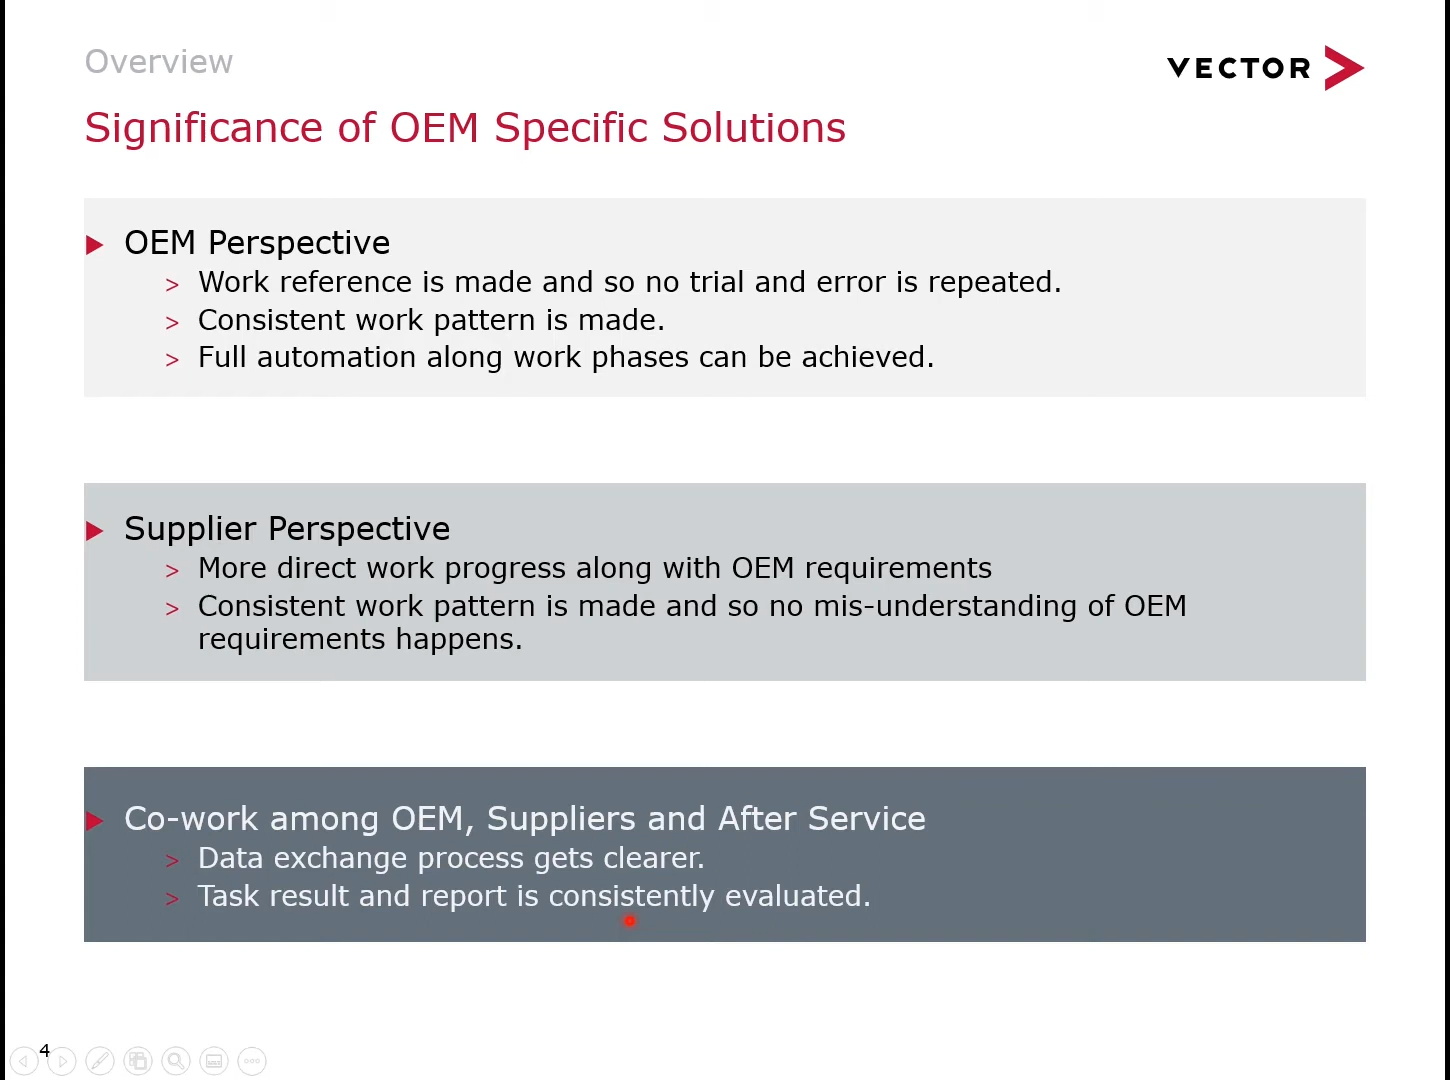 Overview
VECTOR
Significance of OEM Specific Solutions
OEM Perspective
> Work reference is made and so no trial and error is repeated.
> Consistent work pattern is made.
> Full automation along work phases can be achieved.
Supplier Perspective
> More direct work progress along with OEM requirements
> Consistent work pattern is made and so no mis-understanding of OEM
requirements happens.
Co-work among OEM, Suppliers and After Service
> Data exchange process gets clearer.
> Task result and report is consistently evaluated.
4